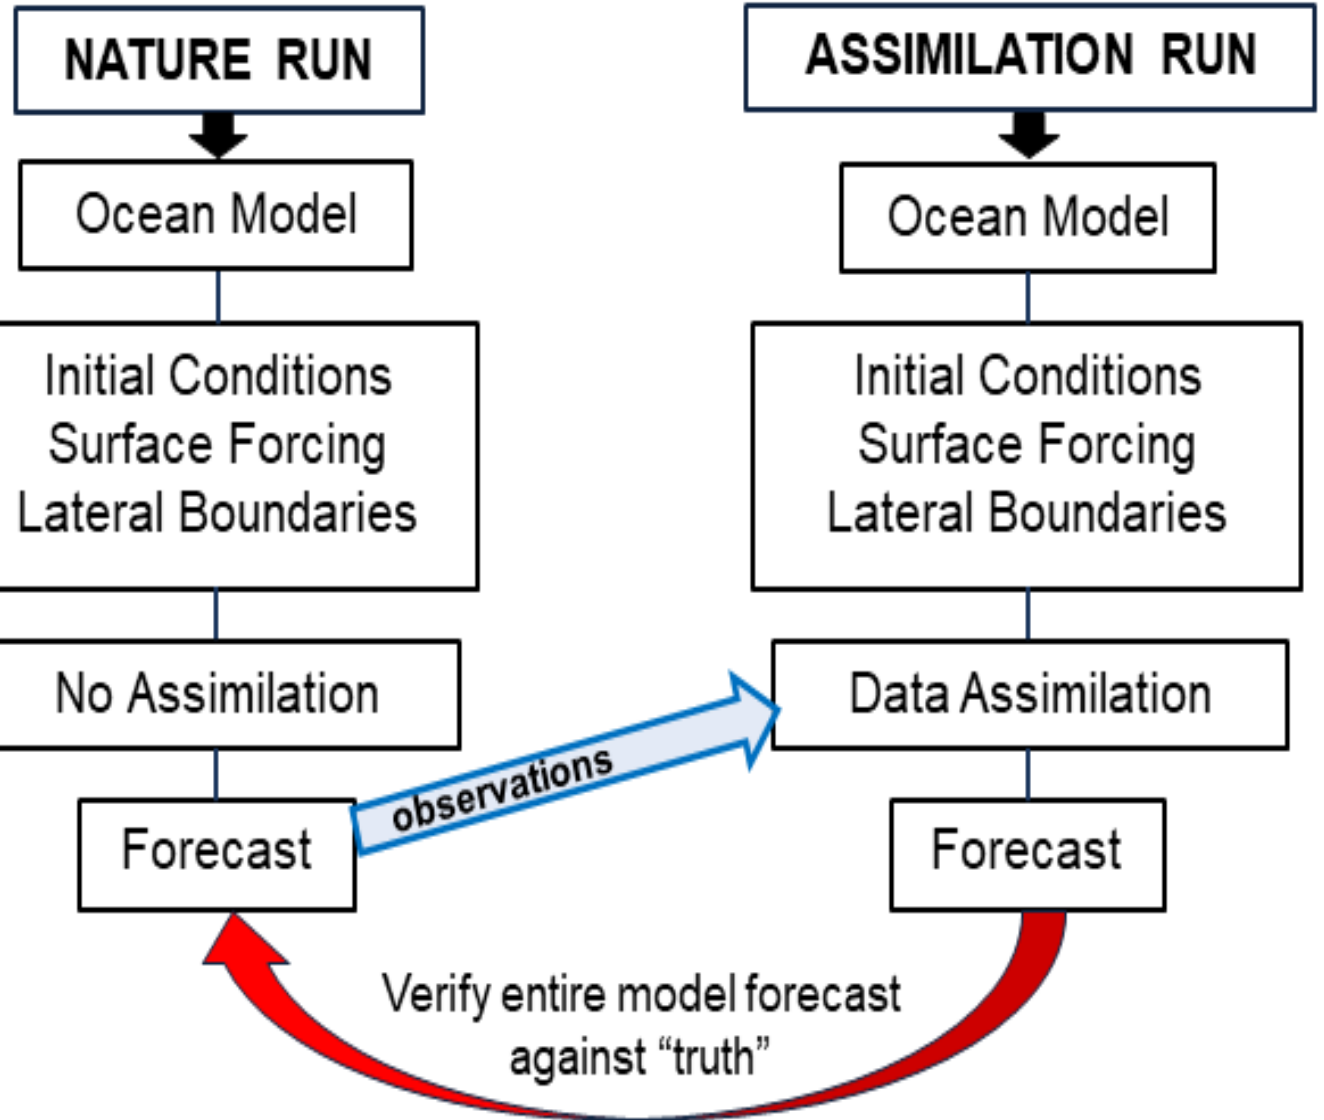 NATURE RUN
Ocean Model
Initial Conditions
Surface Forcing
Lateral Boundaries
No Assimilation
Forecast
observations
ASSIMILATION RUN
Ocean Model
Initial Conditions
Surface Forcing
Lateral Boundaries
Data Assimilation
Forecast
Verify entire model forecast
against “truth”